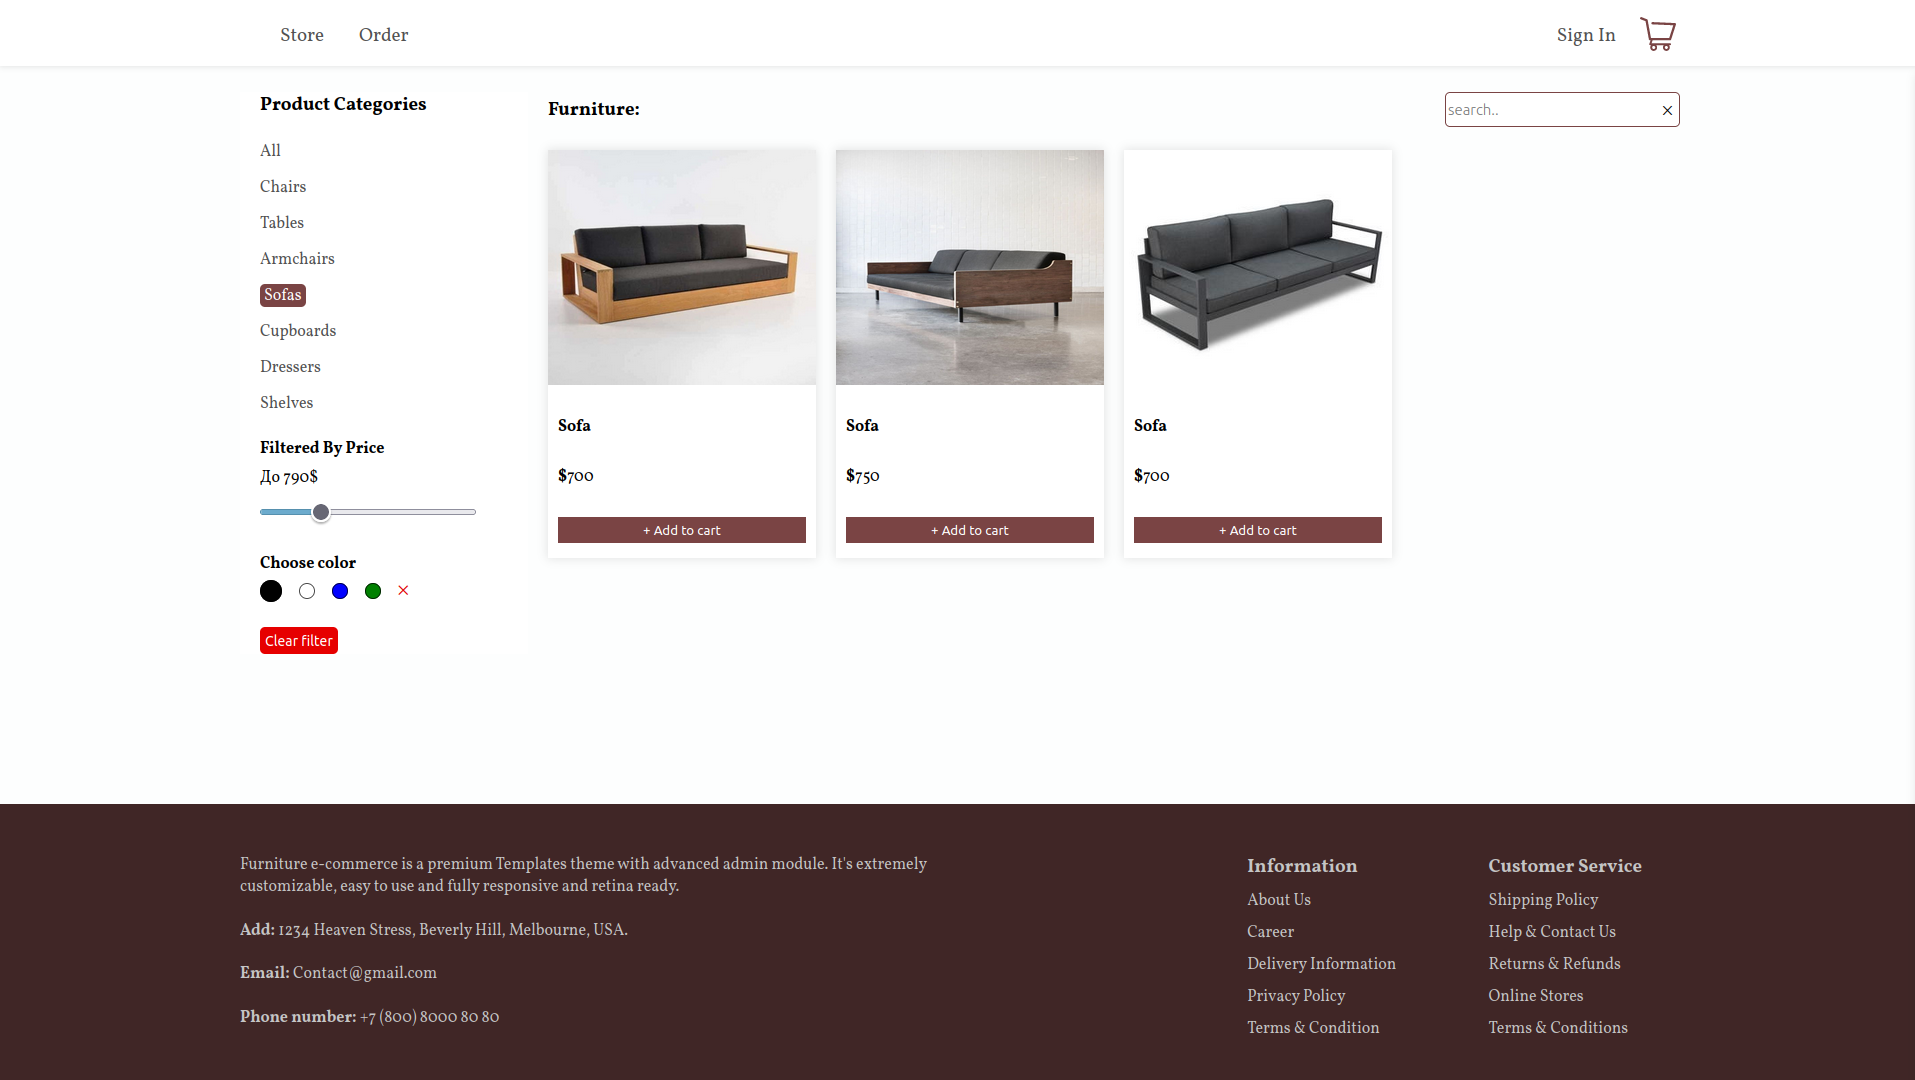 Store Order Sign In
Product Categories
All
Chairs
Tables
Armchairs
Sofas
Cupboards
Dressers
Shelves
Filtered By Price
До 790$
Choose color
Clear filter
Furniture:
search..
Sofa
$700
+ Add to cart
Sofa
$750
+ Add to cart
Sofa
$700
+ Add to cart
Furniture e-commerce is a premium Templates theme with advanced admin module. It's extremely
customizable, easy to use and fully responsive and retina ready.
Add: 1234 Heaven Stress, Beverly Hill, Melbourne, USA.
Email: Contact@gmail.com
Phone number: +7 (800) 8000 80 80
Information
About Us
Career
Delivery Information
Privacy Policy
Terms & Condition
Customer Service
Shipping Policy
Help & Contact Us
Returns & Refunds
Online Stores
Terms & Conditions